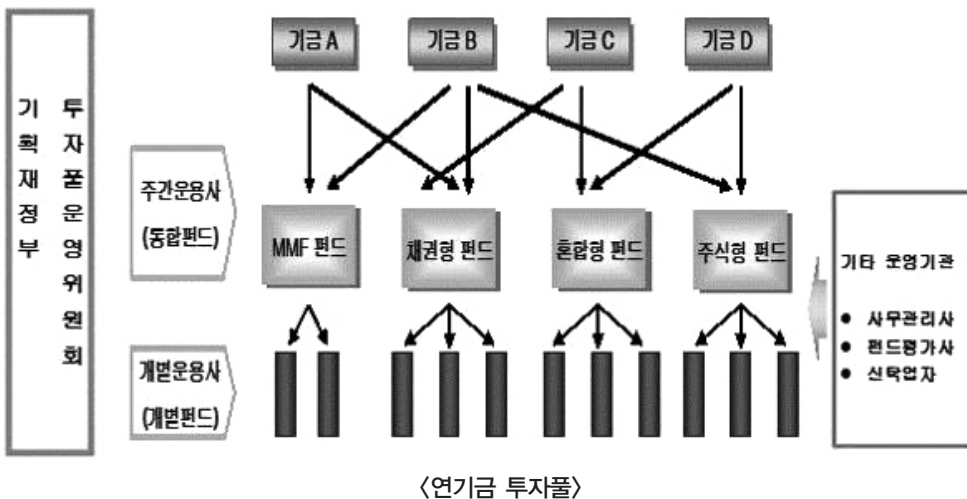 기획재정부
투자풀운영위원회
기금 A
기금 B
기금 C
기금 D
주간운용사
(통합펀드)
MMF 펀드
채권형 펀드
혼합형 펀드
주식형 펀드
개별운용사
(개별펀드)
기타 운영기관
● 사무관리사
● 펀드평가사
● 신탁업자
〈연기금 투자풀〉